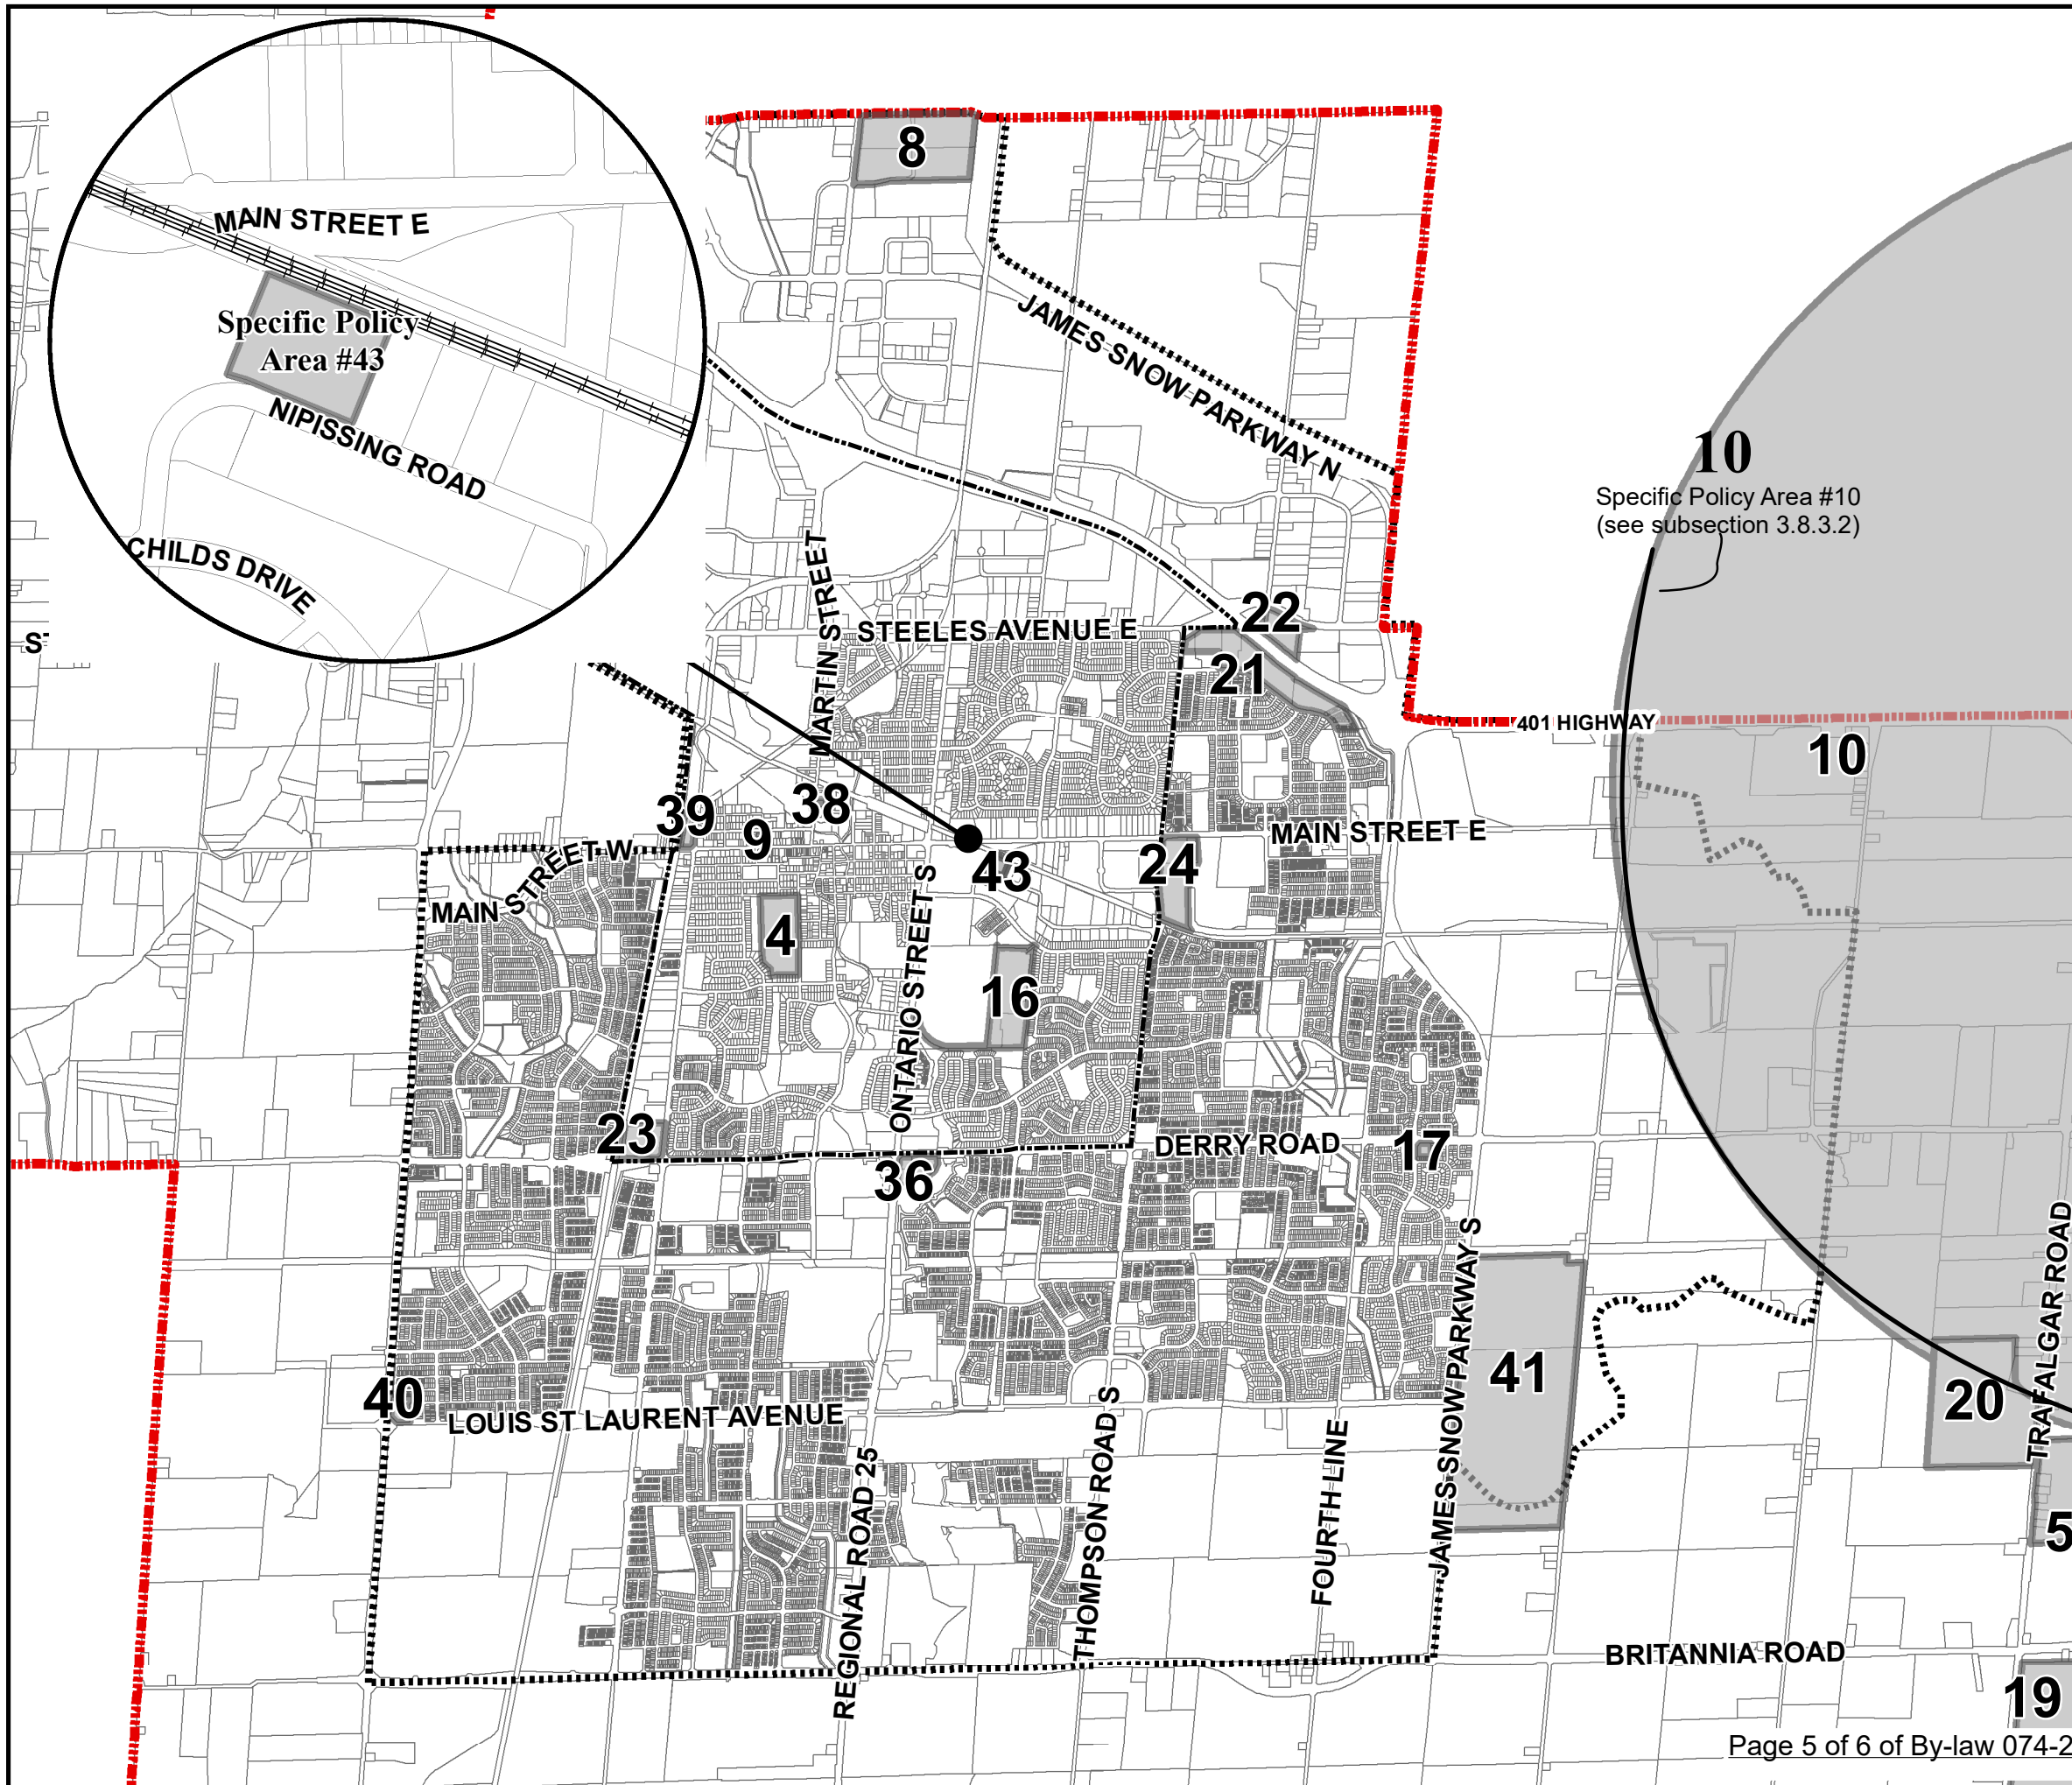 8
MAIN STREET E
Specific Policy
Area #43
NIPISSING ROAD
CHILDS DRIVE
JAMES SNOW PARKWAY N
10
Specific Policy Area #10
(see subsection 3.8.3.2)
MARTIN STREET
STEELES AVENUE E
22
21
401 HIGHWAY
10
39
38
9
MAIN STREET E
MAIN STREET W
43
24
4
ONTARIO STREET S
16
23
DERRY ROAD
17
36
TRAFALGAR ROAD
JAMES SNOW PARKWAY S
41
40
20
LOUIS ST LAURENT AVENUE
REGIONAL ROAD 25
THOMPSON ROAD S
FOURTH LINE
5
BRITANNIA ROAD
19
Page 5 of 6 of By-law 074-2